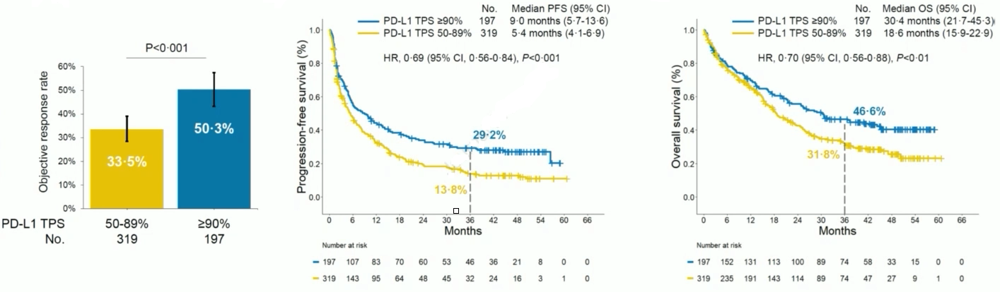 P<0·001
60%
50%
40%
30%
20%
10%
0%
Objective response rate
33·5%
50·3%
PD-L1 TPS 50-89% ≥90%
No. 319 197
No. Median PFS (95% CI)
PD-L1 TPS ≥90% 197 9·0 months (5·7-13·6)
PD-L1 TPS 50-89% 319 5·4 months (4·1-6·9)
HR, 0·69 (95% CI, 0·56-0·84), P<0·001
1.0
0.8
0.6
0.4
0.2
0.0
Progression-free survival (%)
29·2%
13·8%
0 6 12 18 24 30 36 42 48 54 60 66
Months
Number at risk
197 107 83 70 60 53 46 36 21 8 0 0
319 143 95 64 48 45 32 24 16 3 1 0
No. Median OS (95% CI)
PD-L1 TPS ≥90% 197 30·4 months (21·7-45·3)
PD-L1 TPS 50-89% 319 18·6 months (15·9-22·9)
HR, 0·70 (95% CI, 0·56-0·88), P<0·01
1.0
0.8
0.6
0.4
0.2
0.0
Overall survival (%)
46·6%
31·8%
0 6 12 18 24 30 36 42 48 54 60 66
Months
Number at risk
197 152 131 113 100 89 74 58 33 15 0 0
319 235 191 143 114 89 74 47 27 9 1 0